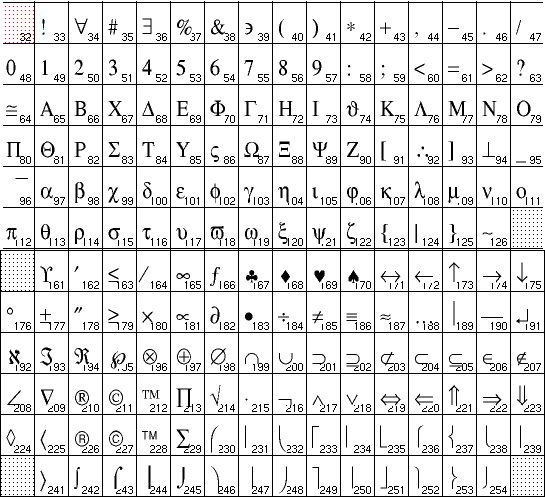 32 ! 33 ∀ 34 # 35 ∃ 36 % 37 & 38 ∋ 39 ( 40 ) 41 ∗ 42 + 43 , 44 − 45 . 46 / 47
0 48 1 49 2 50 3 51 4 52 5 53 6 54 7 55 8 56 9 57 : 58 ; 59 < 60 = 61 > 62 ? 63
≅ 64 Α 65 Β 66 Χ 67 Δ 68 Ε 69 Φ 70 Γ 71 Η 72 Ι 73 ϑ 74 Κ 75 Λ 76 Μ 77 Ν 78 Ο 79
Π 80 Θ 81 Ρ 82 Σ 83 Τ 84 Υ 85 ς 86 Ω 87 Ξ 88 Ψ 89 Ζ 90 [ 91 ∴ 92 ] 93 ⊥ 94 _ 95
‾ 96 α 97 β 98 χ 99 δ 100 ε 101 ϕ 102 γ 103 η 104 ι 105 φ 106 κ 107 λ 108 μ 109 ν 110 ο 111
π 112 θ 113 ρ 114 σ 115 τ 116 υ 117 ϖ 118 ω 119 ξ 120 ψ 121 ζ 122 { 123 | 124 } 125 ~ 126
ϒ 161 ′ 162 ≤ 163 ⁄ 164 ∞ 165 ƒ 166 ♣ 167 ♦ 168 ♥ 169 ♠ 170 ↔ 171 ← 172 ↑ 173 → 174 ↓ 175
° 176 ± 177 ″ 178 ≥ 179 × 180 ∝ 181 ∂ 182 • 183 ÷ 184 ≠ 185 ≡ 186 ≈ 187 … 188 ⏐ 189 ⎯ 190 ↵ 191
ℵ 192 ℑ 193 ℜ 194 ℘ 195 ⊗ 196 ⊕ 197 ∅ 198 ∩ 199 ∪ 200 ⊃ 201 ⊇ 202 ⊄ 203 ⊂ 204 ⊆ 205 ∈ 206 ∉ 207
∠ 208 ∇ 209 ® 210 © 211 ™ 212 ∏ 213 √ 214 ⋅ 215 ¬ 216 ∧ 217 ∨ 218 ⇔ 219 ⇐ 220 ⇑ 221 ⇒ 222 ⇓ 223
◊ 224 〈 225 ® 226 © 227 ™ 228 ∑ 229 ⎛ 230 ⎜ 231 ⎝ 232 ⎡ 233 ⎢ 234 ⎣ 235 ⎧ 236 ⎨ 237 ⎩ 238 ⎪ 239
〉 241 ∫ 242 ⌠ 243 ⎮ 244 ⌡ 245 ⎞ 246 ⎟ 247 ⎠ 248 ⎤ 249 ⎥ 250 ⎦ 251 ⎫ 252 ⎬ 253 ⎭ 254